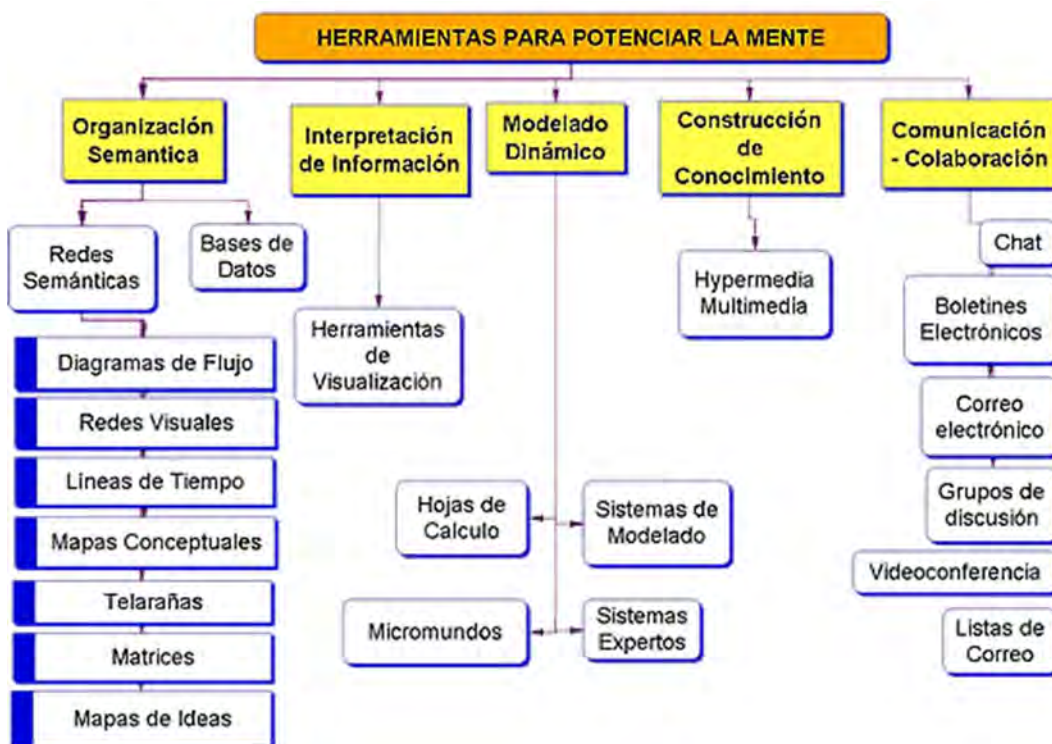 HERRAMIENTAS PARA POTENCIAR LA MENTE
Organización
Semantica
Interpretación
de Información
Modelado
Dinámico
Construcción
de
Conocimiento
Comunicación
- Colaboración
Redes
Semánticas
Bases de
Datos
Diagramas de Flujo
Redes Visuales
Líneas de Tiempo
Mapas Conceptuales
Telarañas
Matrices
Mapas de Ideas
Herramientas
de
Visualización
Hojas de
Calculo
Sistemas de
Modelado
Micromundos
Sistemas
Expertos
Hypermedia
Multimedia
Chat
Boletines
Electrónicos
Correo
electrónico
Grupos de
discusión
Videoconferencia
Listas de
Correo